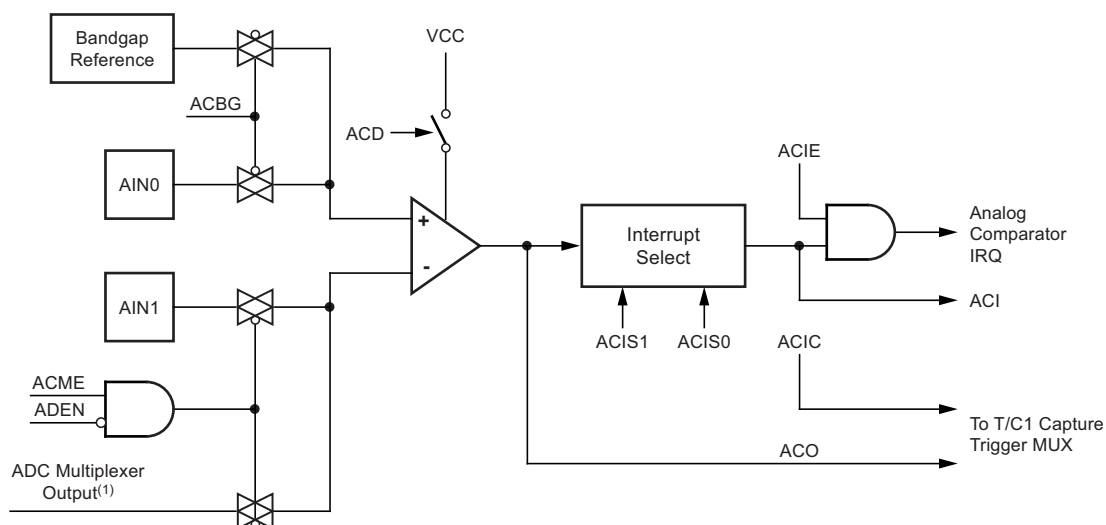 Bandgap
Reference
VCC
ACBG
ACD
AIN0
ACIE
+
Interrupt
Select
Analog
Comparator
IRQ
-
AIN1
ACI
ACIS1
ACIS0
ACIC
ACME
ADEN
To T/C1 Capture
Trigger MUX
ACO
ADC Multiplexer
Output(1)